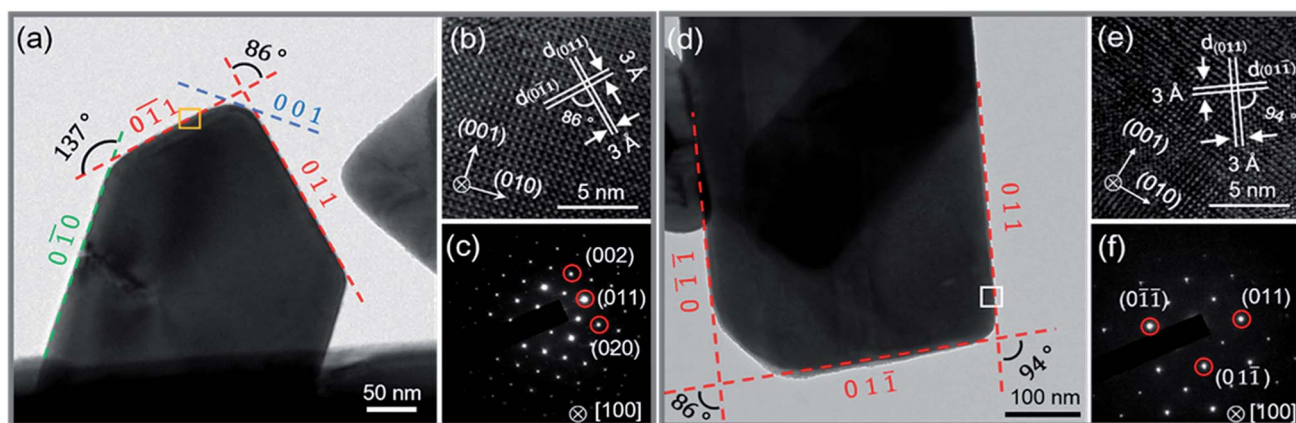 (a)
86°
137°
0 1̄ 1
0 0 1
0 1 1
0 1̄ 0
50 nm
(b)
d(011)
d(01̄1)
3 Å
86°
3 Å
(001)
(010)
5 nm
(c)
(002)
(011)
(020)
[100]
(d)
0 1 1
0 1̄ 1̄
0 1 1̄
94°
86°
100 nm
(e)
d(011)
d(011̄)
3 Å
94°
3 Å
(001)
(010)
5 nm
(f)
(01̄1̄)
(011)
(011̄)
[100]